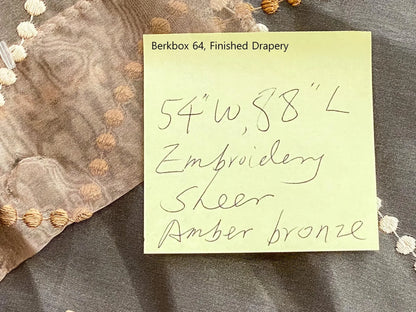 Berkbox 64, Finished Drapery
54"W, 88"L
Embroidery
Sheer
Amber bronze